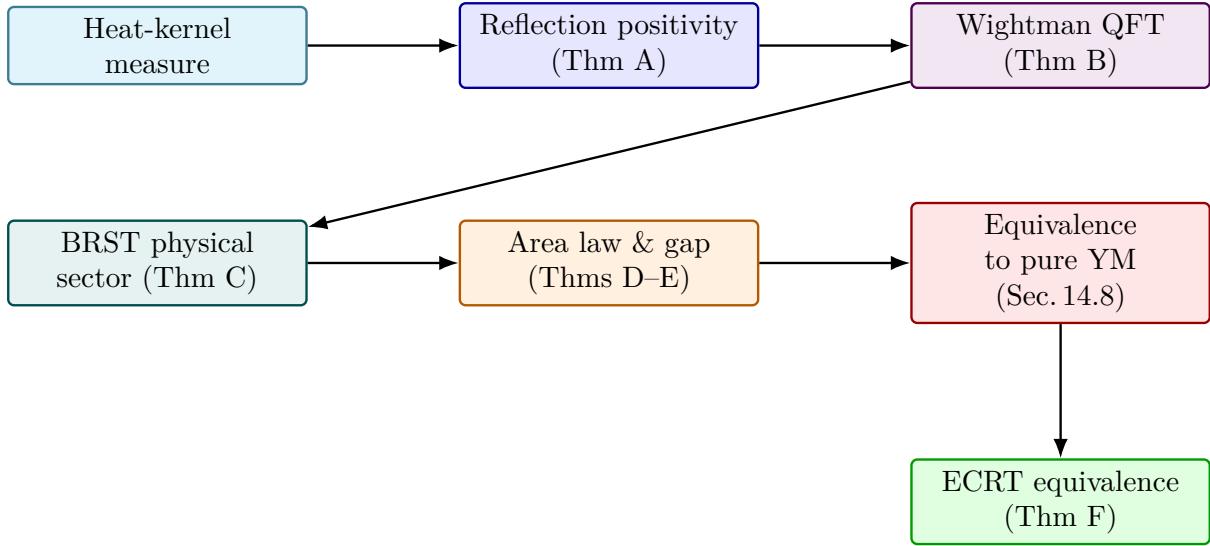 Heat-kernel
measure
Reflection positivity
(Thm A)
Wightman QFT
(Thm B)
BRST physical
sector (Thm C)
Area law & gap
(Thms D–E)
Equivalence
to pure YM
(Sec. 14.8)
ECRT equivalence
(Thm F)